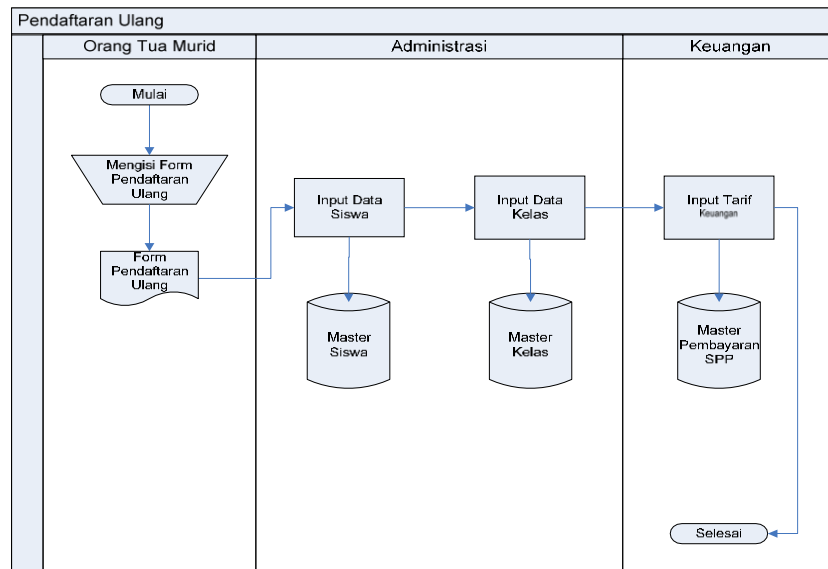 Pendaftaran Ulang
Orang Tua Murid
Administrasi
Keuangan
Mulai
Mengisi Form
Pendaftaran
Ulang
Form
Pendaftaran
Ulang
Input Data
Siswa
Input Data
Kelas
Input Tarif
Keuangan
Master
Siswa
Master
Kelas
Master
Pembayaran
SPP
Selesai